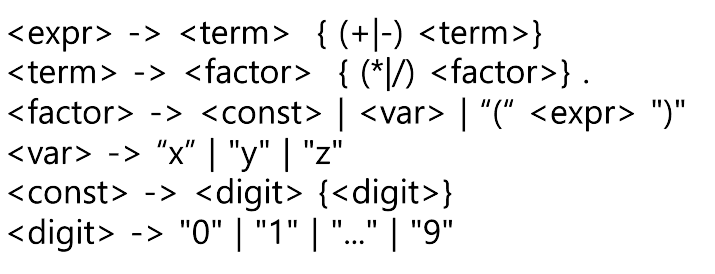 <expr> -> <term> { (+|-) <term>}
<term> -> <factor> { (*|/) <factor>} .
<factor> -> <const> | <var> | “(“ <expr> ")"
<var> -> “x” | "y" | "z"
<const> -> <digit> {<digit>}
<digit> -> "0" | "1" | "…" | "9"